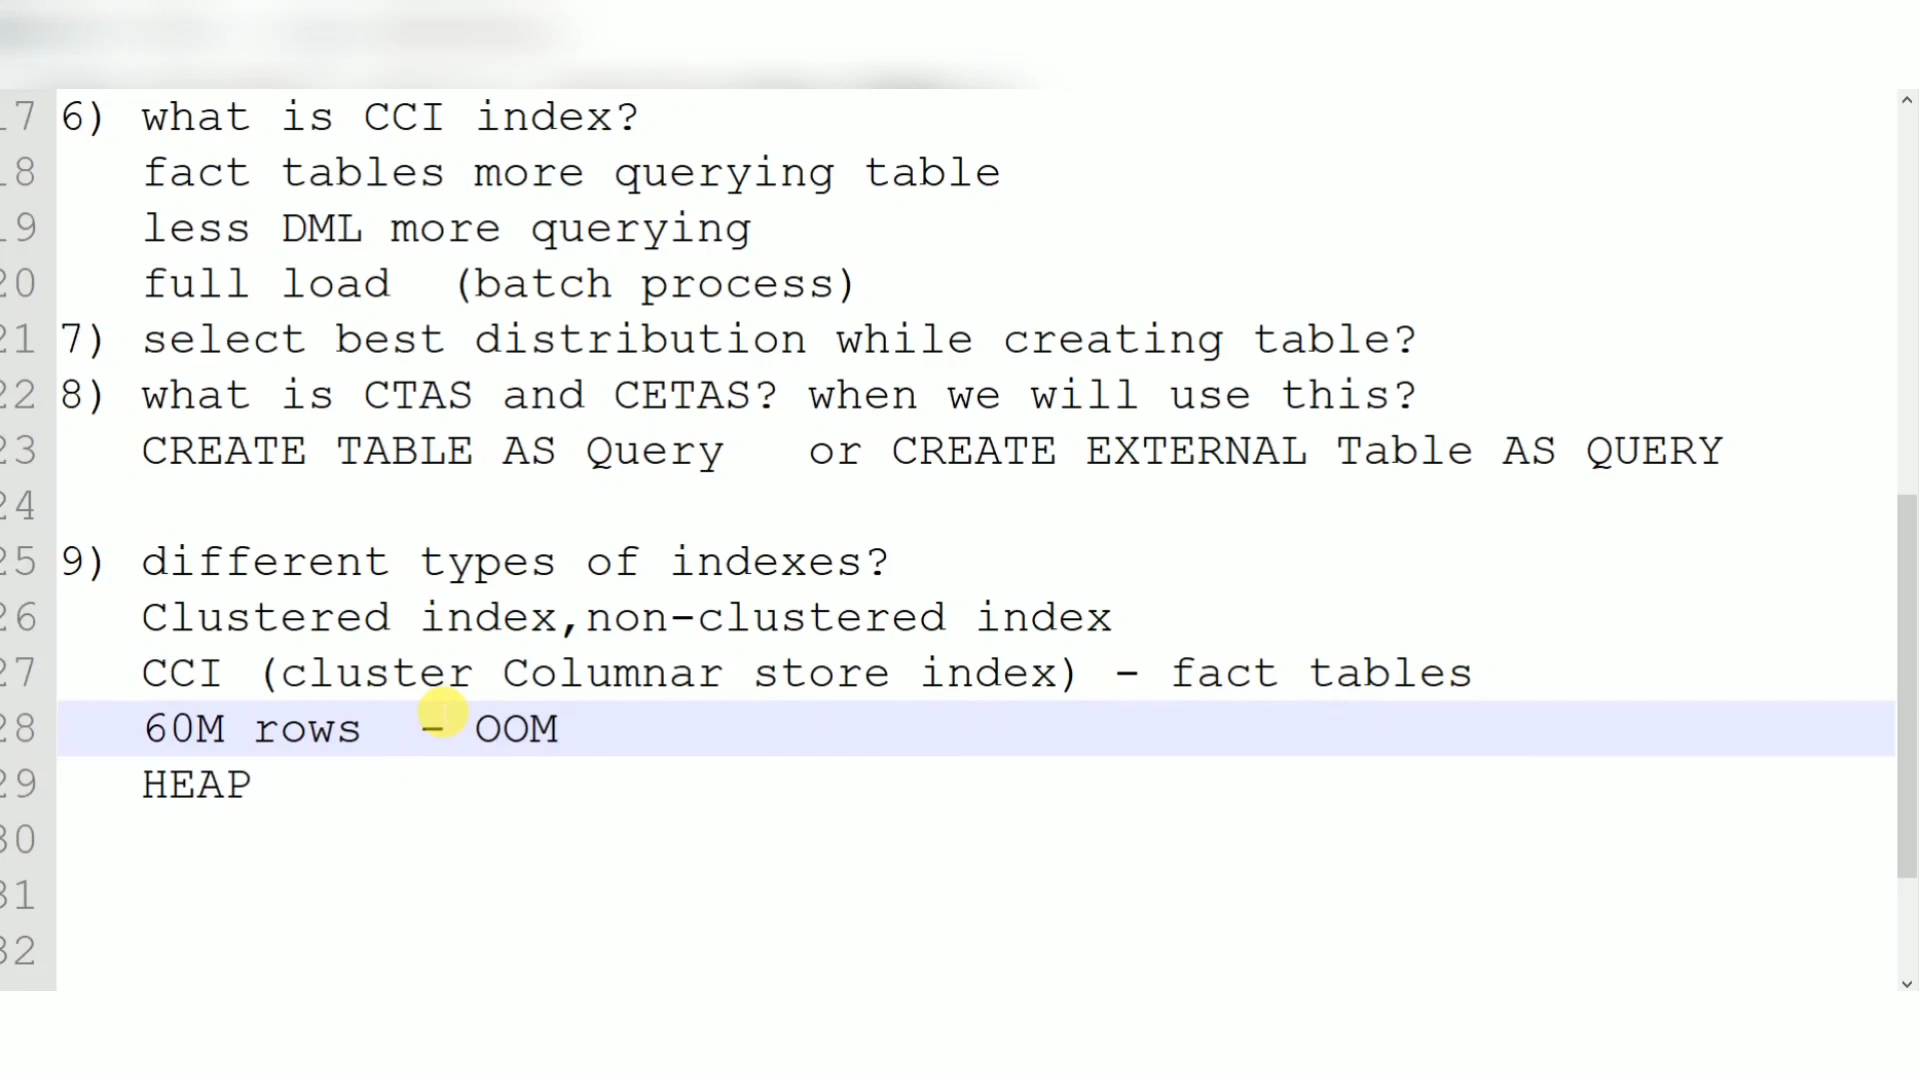 17 6) what is CCI index?
18 fact tables more querying table
19 less DML more querying
20 full load (batch process)
21 7) select best distribution while creating table?
22 8) what is CTAS and CETAS? when we will use this?
23 CREATE TABLE AS Query or CREATE EXTERNAL Table AS QUERY
24
25 9) different types of indexes?
26 Clustered index,non-clustered index
27 CCI (cluster Columnar store index) - fact tables
28 60M rows - OOM
29 HEAP
30
31
32